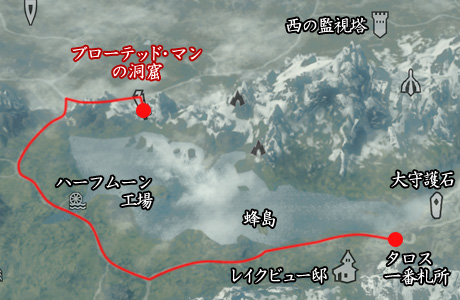 西の監視塔
ブローテッド・マン
の洞窟
ハーフムーン
工場
大守護石
蜂島
タロス
一番札所
レイクビュー邸